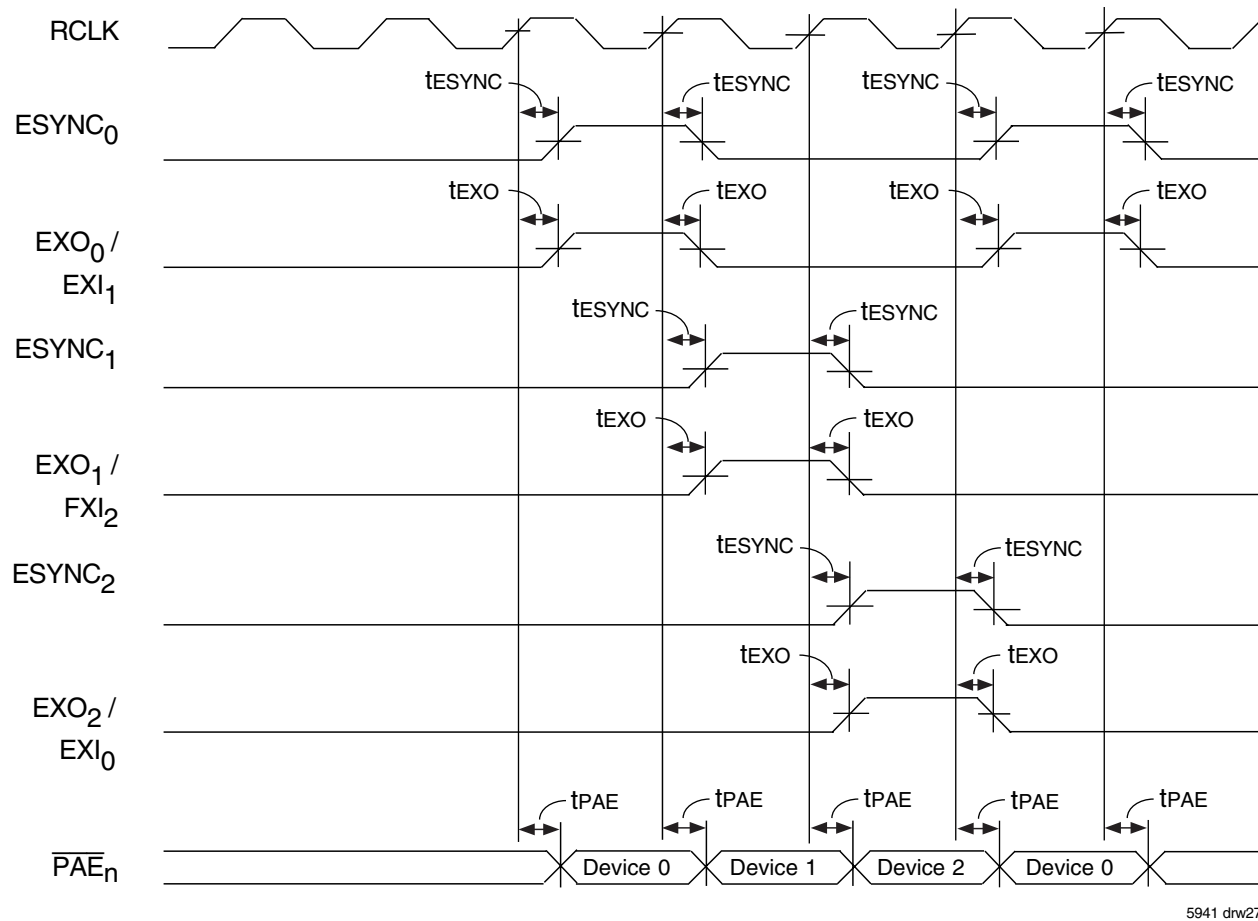 RCLK
tESYNC tESYNC tESYNC tESYNC
ESYNC0
tEXO tEXO tEXO tEXO
EXO0 /
EXI1
tESYNC tESYNC
ESYNC1
tEXO tEXO
EXO1 /
FXI2
tESYNC tESYNC
ESYNC2
tEXO tEXO
EXO2 /
EXI0
tPAE tPAE tPAE tPAE tPAE
PAEn Device 0 Device 1 Device 2 Device 0
5941 drw27